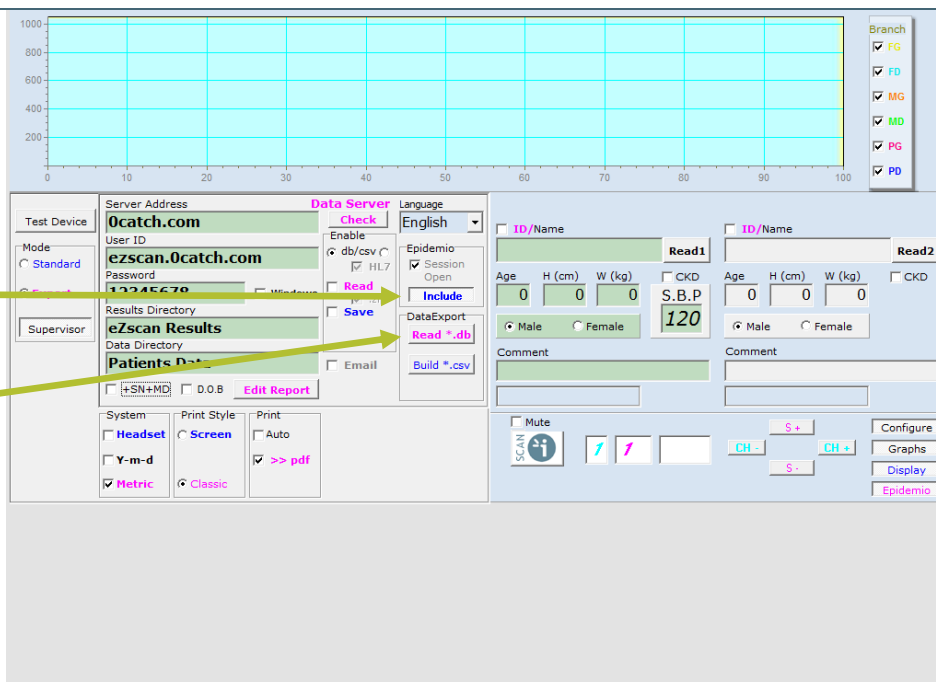 1000
800
600
400
200
0 10 20 30 40 50 60 70 80 90 100
Branch
FG
FD
MG
MD
PG
PD
Test Device
Mode
Standard
Supervisor
Server Address
Data Server
0catch.com
Check
User ID
ezscan.0catch.com
Password
12345678
Windows
Results Directory
eZscan Results
Data Directory
Patients Data
+SN+MD D.O.B Edit Report
Enable
db/csv
HL7
Read
Save
Email
Language
English
Epidemio
Session
Open
Include
DataExport
Read *.db
Build *.csv
System
Headset
Y-m-d
Metric
Print Style
Screen
Classic
Print
Auto
>> pdf
ID/Name
Read1
Age H (cm) W (kg) CKD
0 0 0 S.B.P
120
Male Female
Comment
ID/Name
Read2
Age H (cm) W (kg) CKD
0 0 0
Male Female
Comment
Mute
SCAN
1 1
S +
CH - CH +
S -
Configure
Graphs
Display
Epidemio